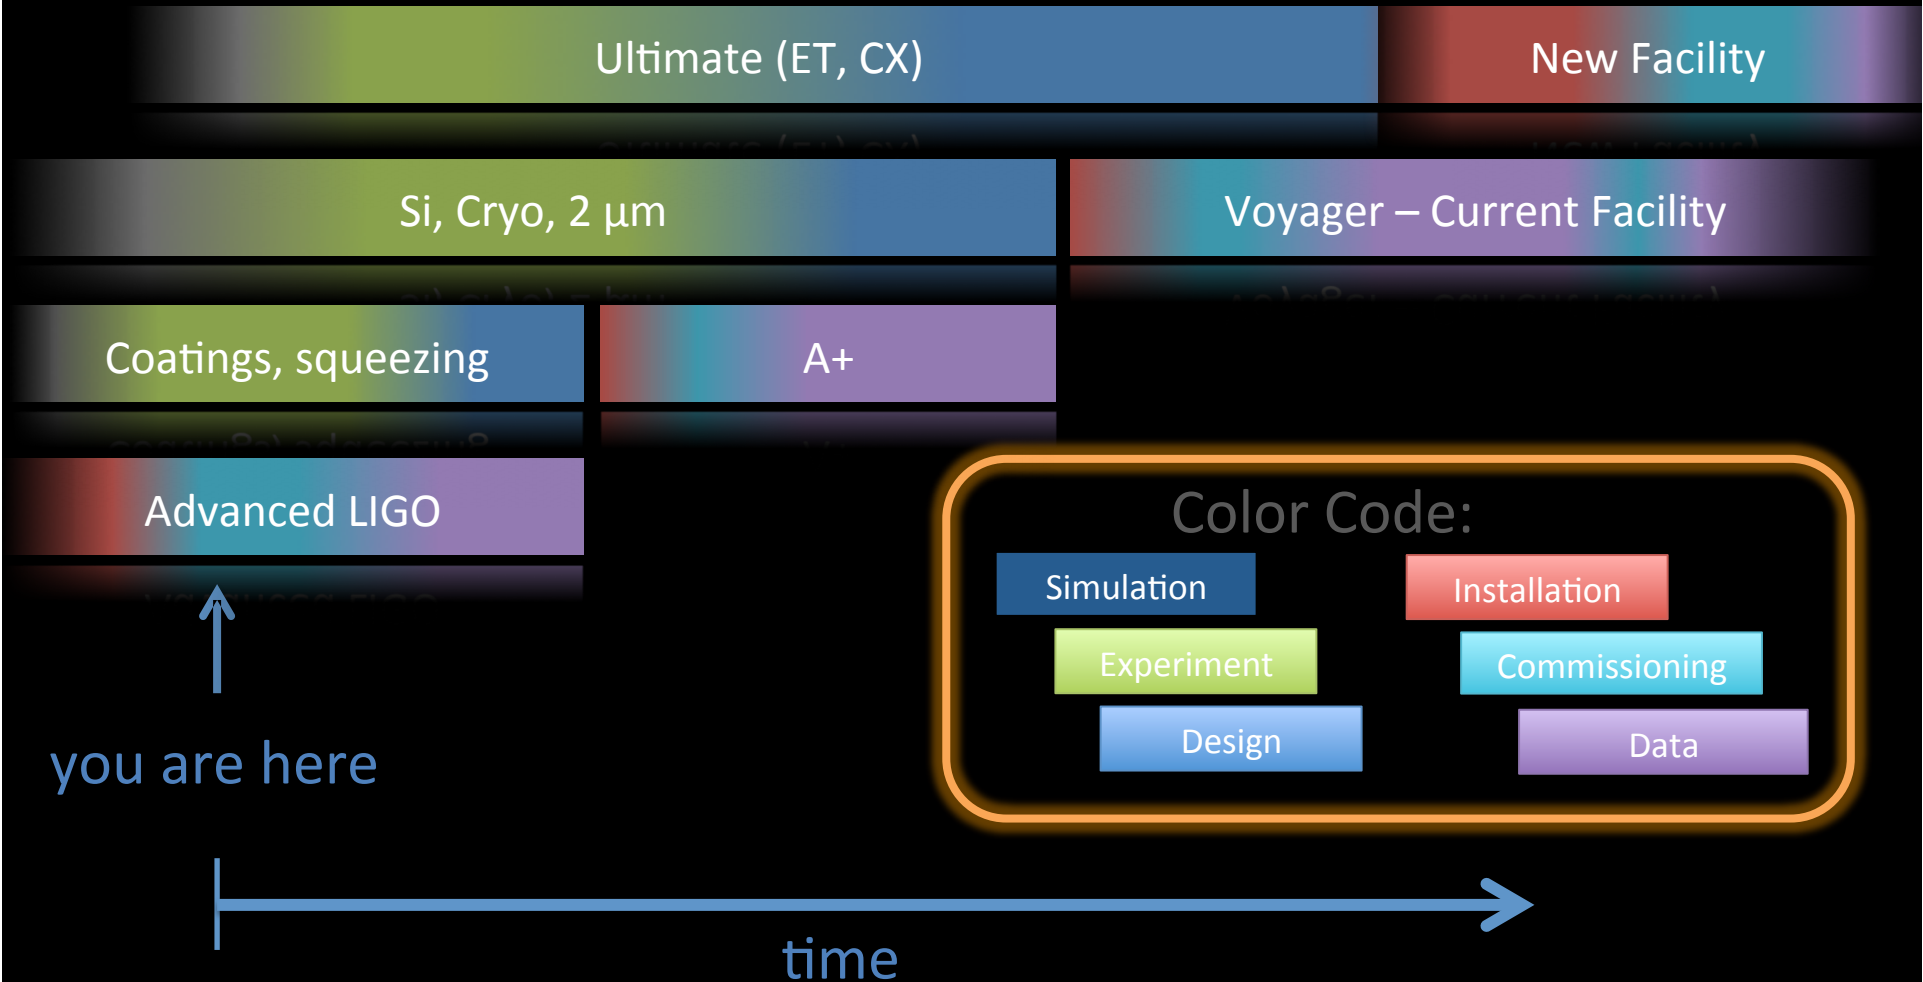 Ultimate (ET, CX)
New Facility
Si, Cryo, 2 µm
Voyager – Current Facility
Coatings, squeezing
A+
Advanced LIGO
you are here
Color Code:
Simulation
Installation
Experiment
Commissioning
Design
Data
time